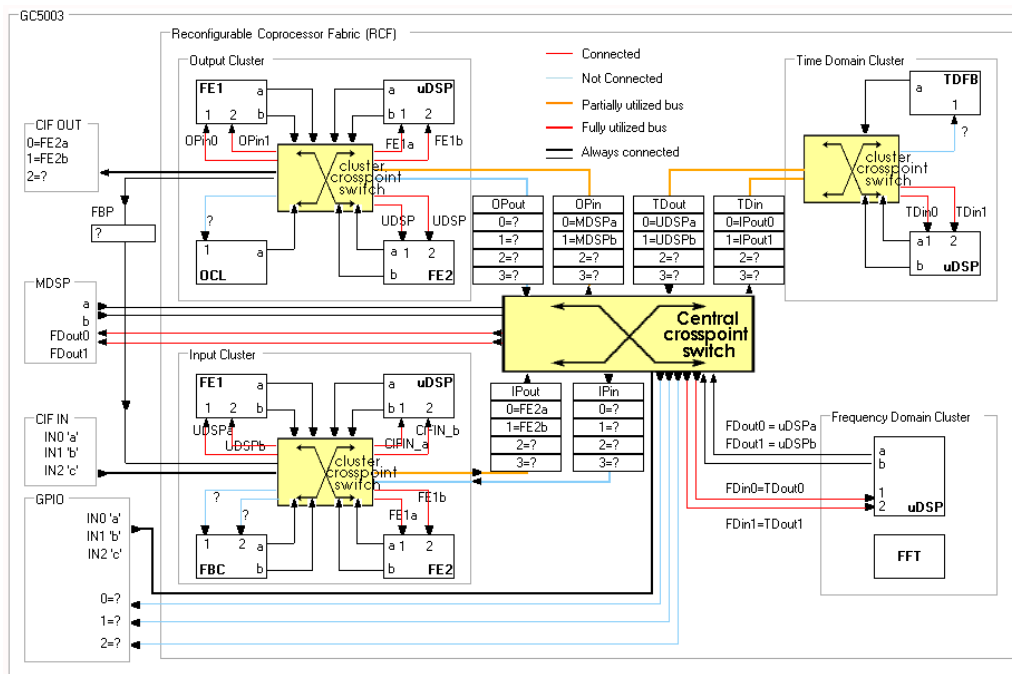 GC5003
Reconfigurable Coprocessor Fabric (RCF)
Output Cluster
FE1
a
b
1 2
uDSP
a
b 1 2
OPin0
OPin1
FE1a
FE1b
cluster
crosspoint
switch
?
1
a
OCL
UDSP
UDSP
a 1 2
b
FE2
Connected
Not Connected
Partially utilized bus
Fully utilized bus
Always connected
Time Domain Cluster
a
TDFB
1
?
cluster
crosspoint
switch
TDin0
TDin1
a 1 2
b
uDSP
CIF OUT
0=FE2a
1=FE2b
2=?
FBP
?
MDSP
a
b
FDout0
FDout1
OPout
0=?
1=?
2=?
3=?
OPin
0=MDSPa
1=MDSPb
2=?
3=?
TDout
0=UDSPa
1=UDSPb
2=?
3=?
TDin
0=IPout0
1=IPout1
2=?
3=?
Central
crosspoint
switch
Input Cluster
FE1
a
b
1 2
uDSP
a
b 1 2
UDSPa
UDSPb
CIFIN_a
CIFIN_b
cluster
crosspoint
switch
?
?
1 2
a
b
FBC
FE1b
FE1a
a 1 2
b
FE2
IPout
0=FE2a
1=FE2b
2=?
3=?
IPin
0=?
1=?
2=?
3=?
CIF IN
IN0 'a'
IN1 'b'
IN2 'c'
GPIO
IN0 'a'
IN1 'b'
IN2 'c'
0=?
1=?
2=?
Frequency Domain Cluster
FDout0 = uDSPa
FDout1 = uDSPb
a
b
FDin0=TDout0
1
2
uDSP
FDin1=TDout1
FFT